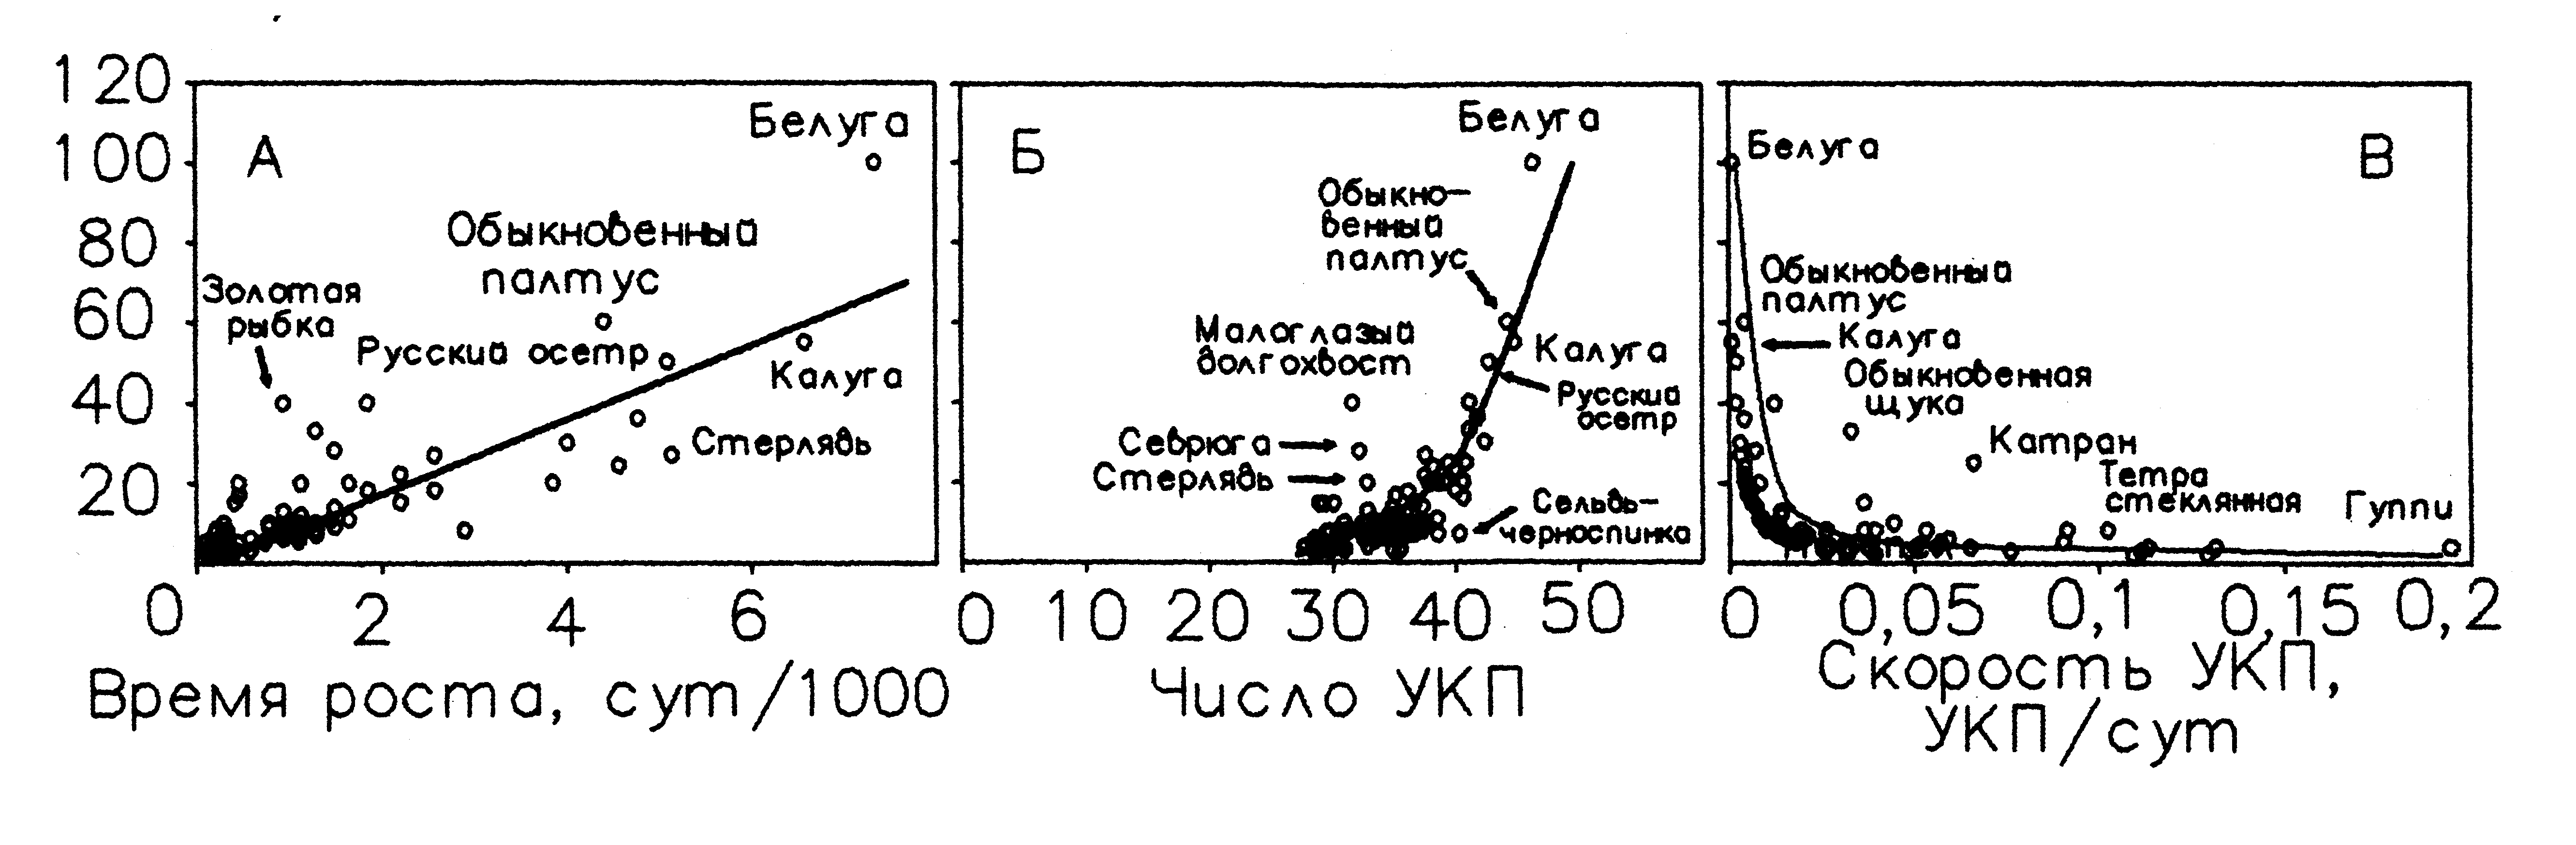 120
100
80
60
40
20
А
Белуга
Обыкновенный
палтус
Золотая
рыбка
Русский осетр
Калуга
Стерлядь
0
2
4
6
Время роста, сут/1000
Б
Белуга
Обыкно–
венный
палтус
Малоглазый
долгохвост
Калуга
Русский
осетр
Севрюга
Стерлядь
Сельдь–
черноспинка
0 10 20 30 40 50
Число УКП
В
Белуга
Обыкновенный
палтус
Калуга
Обыкновенная
щука
Катран
Тетра
стеклянная
Гуппи
0 0,05 0,1 0,15 0,2
Скорость УКП,
УКП/сут